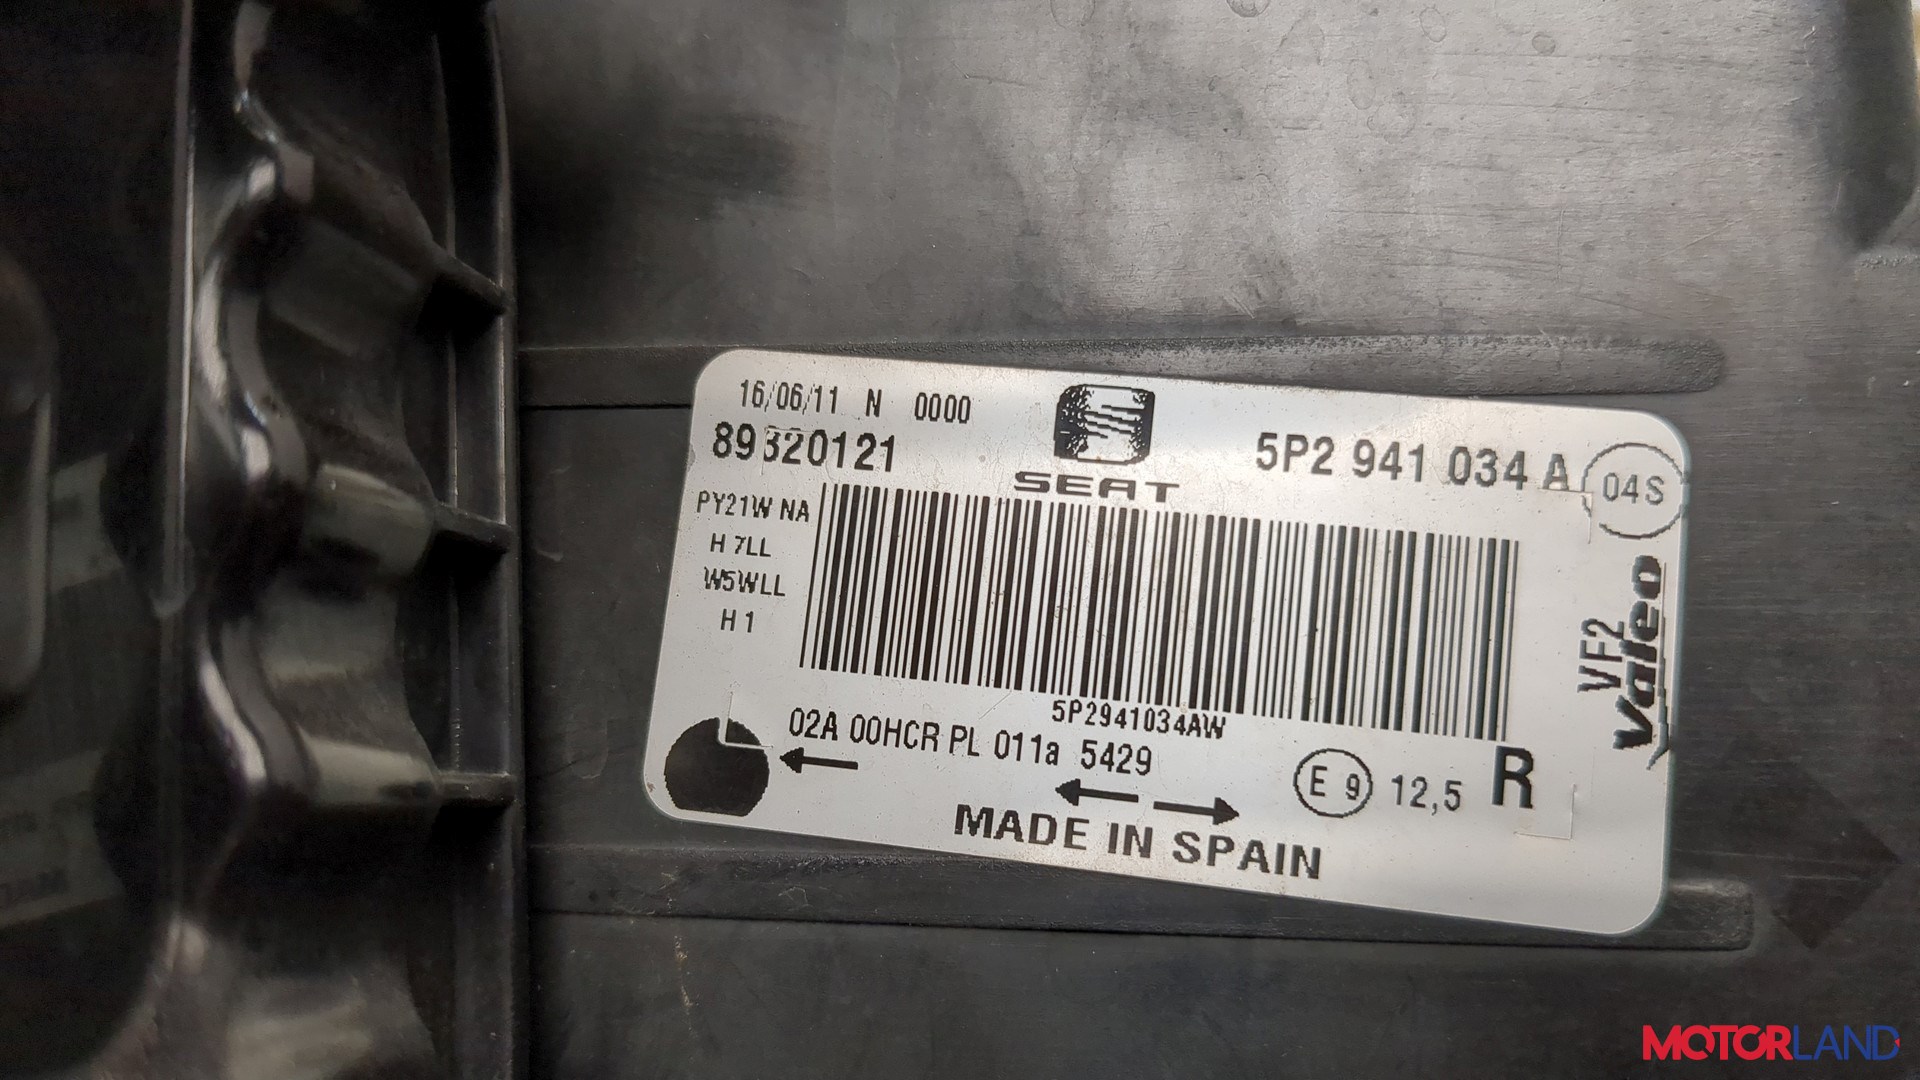 16/06/11 N 0000
89320121
SEAT
5P2 941 034 A
04S
PY21W NA
H 7LL
W5WLL
H 1
5P2941034AW
02A 00HCR PL 011a 5429
E 9 12,5 R
MADE IN SPAIN
VF2
Valeo
MOTORLAND